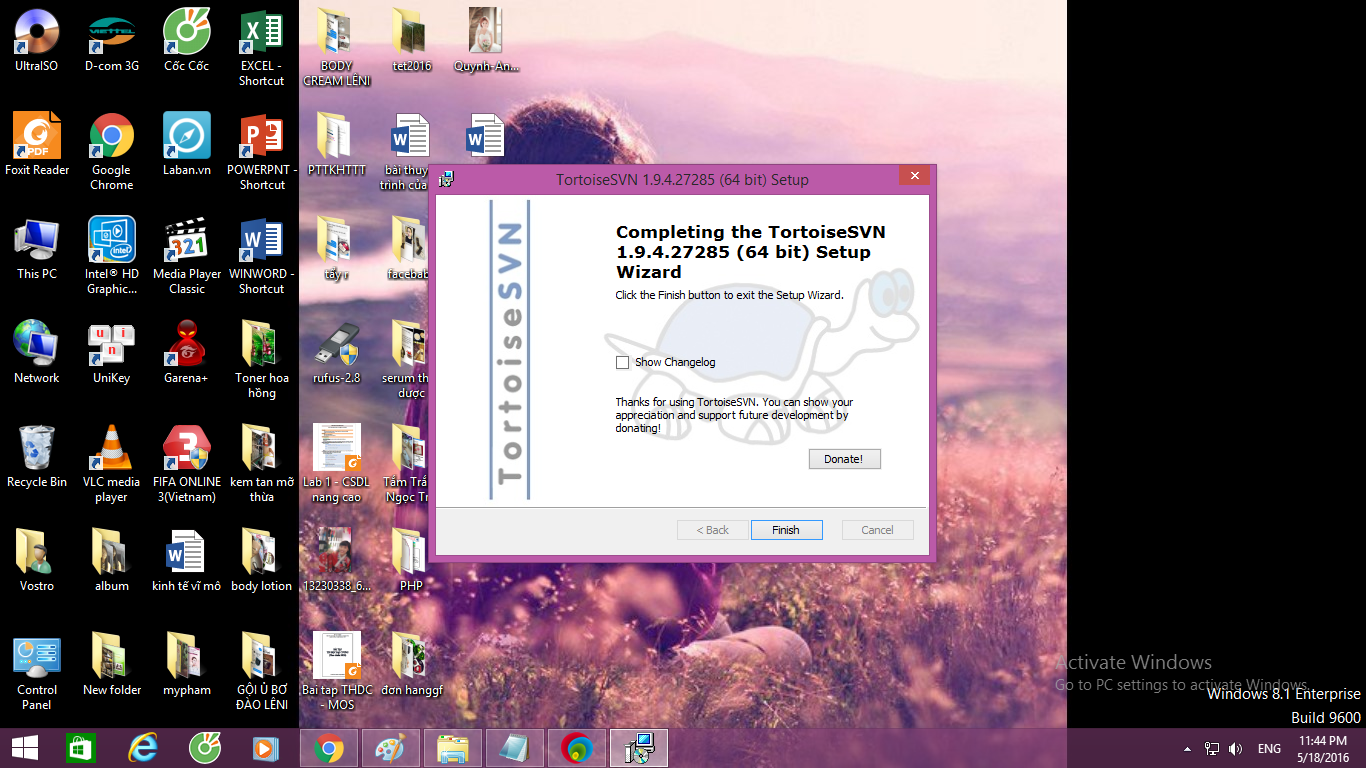 UltraISO
D-com 3G
Cốc Cốc
EXCEL -
Shortcut
BODY
CREAM LÊNI
tet2016
Quynh-An...
Foxit Reader
Google
Chrome
Laban.vn
POWERPNT -
Shortcut
PTTKHTTT
bài thuy
trình của
TortoiseSVN 1.9.4.27285 (64 bit) Setup
TortoiseSVN
Completing the TortoiseSVN
1.9.4.27285 (64 bit) Setup
Wizard
Click the Finish button to exit the Setup Wizard.
Show Changelog
Thanks for using TortoiseSVN. You can show your
appreciation and support future development by
donating!
Donate!
< Back
Finish
Cancel
This PC
Intel® HD
Graphic...
Media Player
Classic
WINWORD -
Shortcut
tẩy r
facebab
Network
UniKey
Garena+
Toner hoa
hồng
rufus-2.8
serum th
dược
Recycle Bin
VLC media
player
FIFA ONLINE
3(Vietnam)
kem tan mỡ
thừa
Lab 1 - CSDL
nang cao
Tắm Trắ
Ngọc Tr
Vostro
album
kinh tế vĩ mô
body lotion
13230338_6...
PHP
Control
Panel
New folder
mypham
GỘI Ủ BƠ
ĐÀO LÊNI
Bai tap THDC
- MOS
đơn hanggf
Activate Windows
Go to PC settings to activate Windows.
Windows 8.1 Enterprise
Build 9600
ENG
11:44 PM
5/18/2016